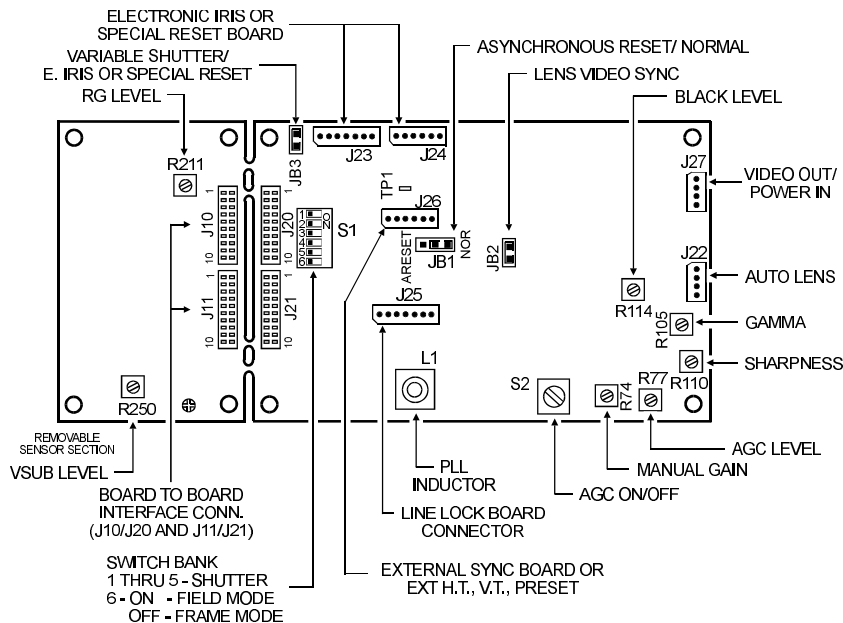 ELECTRONIC IRIS OR
SPECIAL RESET BOARD
VARIABLE SHUTTER/
E. IRIS OR SPECIAL RESET
RG LEVEL
ASYNCHRONOUS RESET/ NORMAL
LENS VIDEO SYNC
BLACK LEVEL
R211
JB3
J23
J24
J27
VIDEO OUT/
POWER IN
TP1
J26
1
1
J10
J20
10
10
1
2
3
4
5
6
ON
S1
ARESET
NOR
JB1
JB2
J22
AUTO LENS
1
1
J11
J21
10
10
J25
R114
R105
GAMMA
L1
S2
R74
R77
R110
SHARPNESS
R250
REMOVABLE
SENSOR SECTION
VSUB LEVEL
PLL
INDUCTOR
AGC ON/OFF
MANUAL GAIN
AGC LEVEL
BOARD TO BOARD
INTERFACE CONN.
(J10/J20 AND J11/J21)
LINE LOCK BOARD
CONNECTOR
SWITCH BANK
1 THRU 5 - SHUTTER
6 - ON - FIELD MODE
OFF - FRAME MODE
EXTERNAL SYNC BOARD OR
EXT H.T., V.T., PRESET